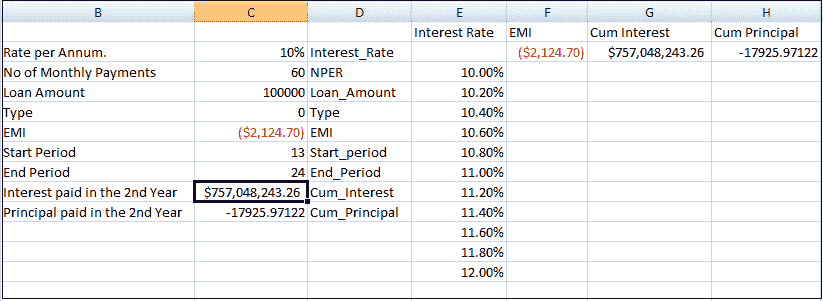 B C D E F G H
Interest Rate EMI Cum Interest Cum Principal
Rate per Annum. 10% Interest_Rate ($2,124.70) $757,048,243.26 -17925.97122
No of Monthly Payments 60 NPER 10.00%
Loan Amount 100000 Loan_Amount 10.20%
Type 0 Type 10.40%
EMI ($2,124.70) EMI 10.60%
Start Period 13 Start_period 10.80%
End Period 24 End_Period 11.00%
Interest paid in the 2nd Year $757,048,243.26 Cum_Interest 11.20%
Principal paid in the 2nd Year -17925.97122 Cum_Principal 11.40%
11.60%
11.80%
12.00%